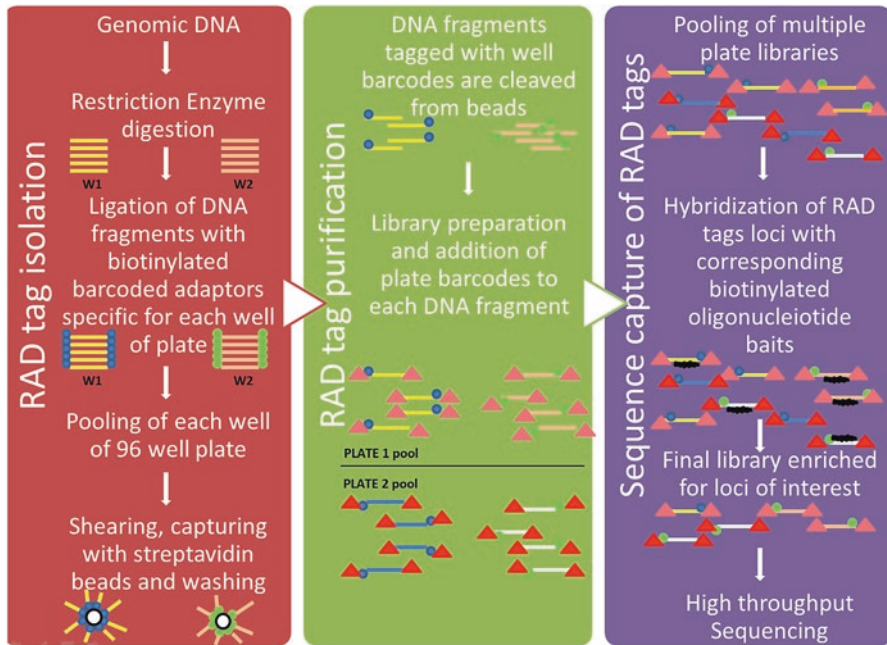 RAD tag isolation
Genomic DNA
Restriction Enzyme
digestion
W1
W2
Ligation of DNA
fragments with
biotinylated
barcoded adaptors
specific for each well
of plate
W1
W2
Pooling of each well
of 96 well plate
Shearing, capturing
with streptavidin
beads and washing
RAD tag purification
DNA fragments
tagged with well
barcodes are cleaved
from beads
Library preparation
and addition of
plate barcodes to
each DNA fragment
PLATE 1 pool
PLATE 2 pool
Sequence capture of RAD tags
Pooling of multiple
plate libraries
Hybridization of RAD
tags loci with
corresponding
biotinylated
oligonucleiotide
baits
Final library enriched
for loci of interest
High throughput
Sequencing